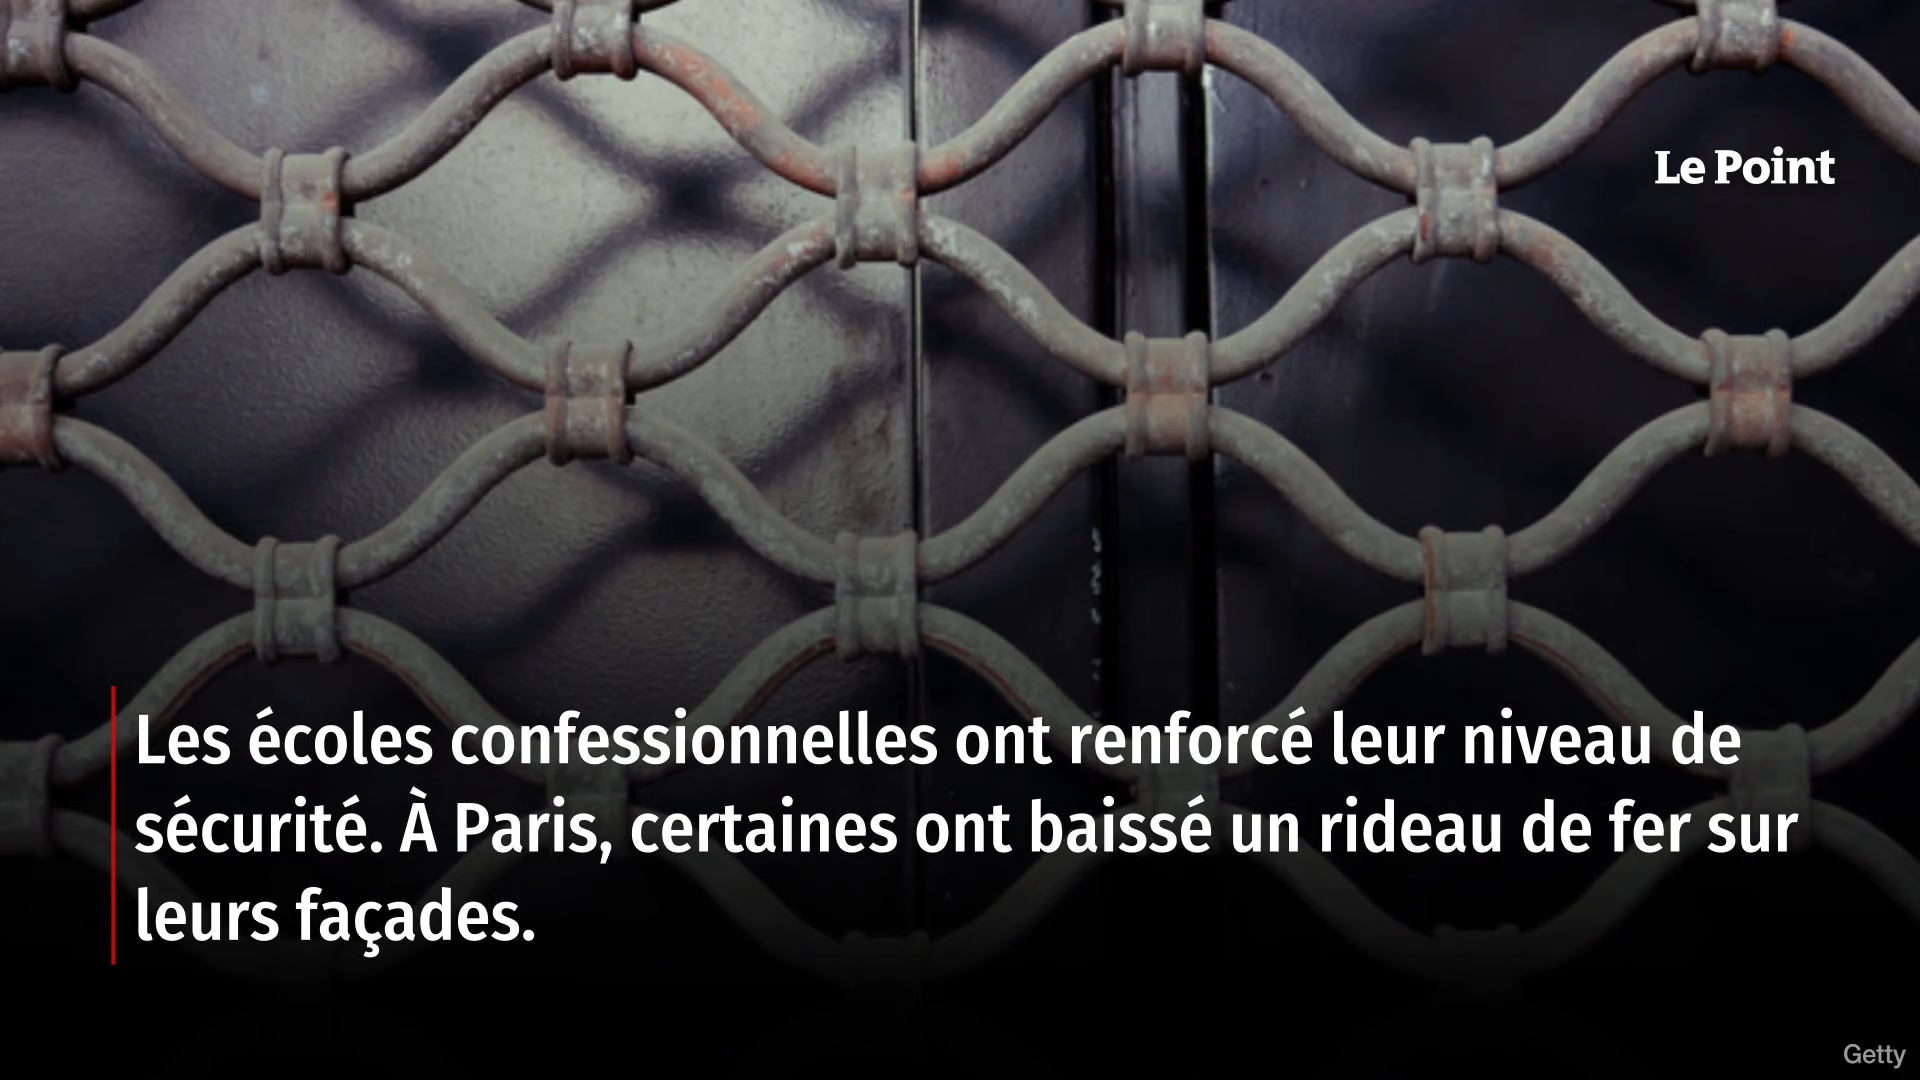 Le Point
Les écoles confessionnelles ont renforcé leur niveau de
sécurité. À Paris, certaines ont baissé un rideau de fer sur
leurs façades.
Getty